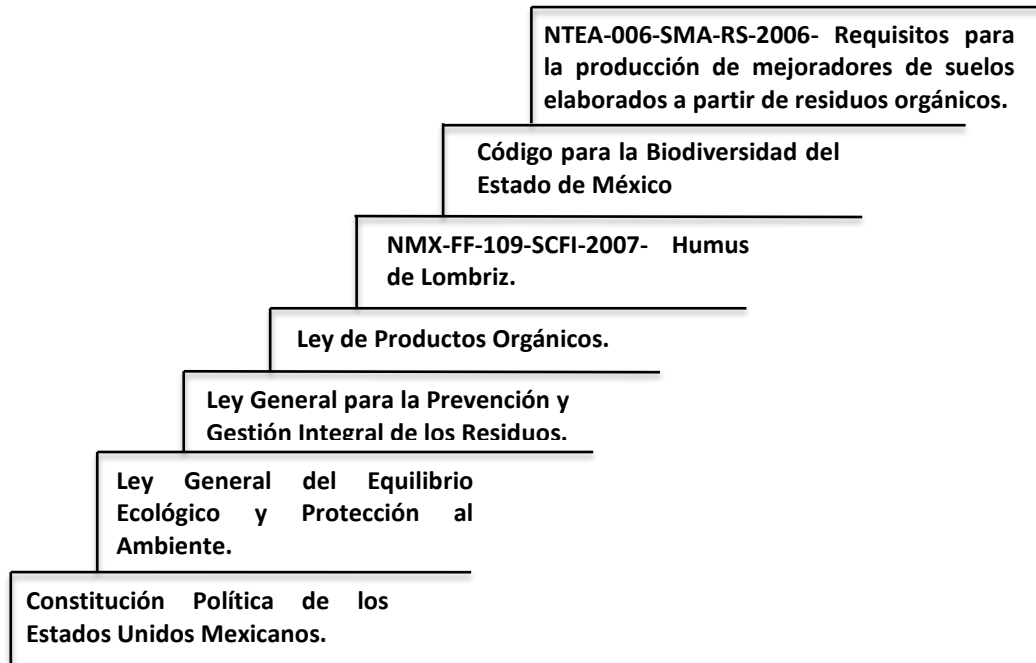 NTEA-006-SMA-RS-2006- Requisitos para
la producción de mejoradores de suelos
elaborados a partir de residuos orgánicos.
Código para la Biodiversidad del
Estado de México
NMX-FF-109-SCFI-2007- Humus
de Lombriz.
Ley de Productos Orgánicos.
Ley General para la Prevención y
Gestión Integral de los Residuos.
Ley General del Equilibrio
Ecológico y Protección al
Ambiente.
Constitución Política de los
Estados Unidos Mexicanos.